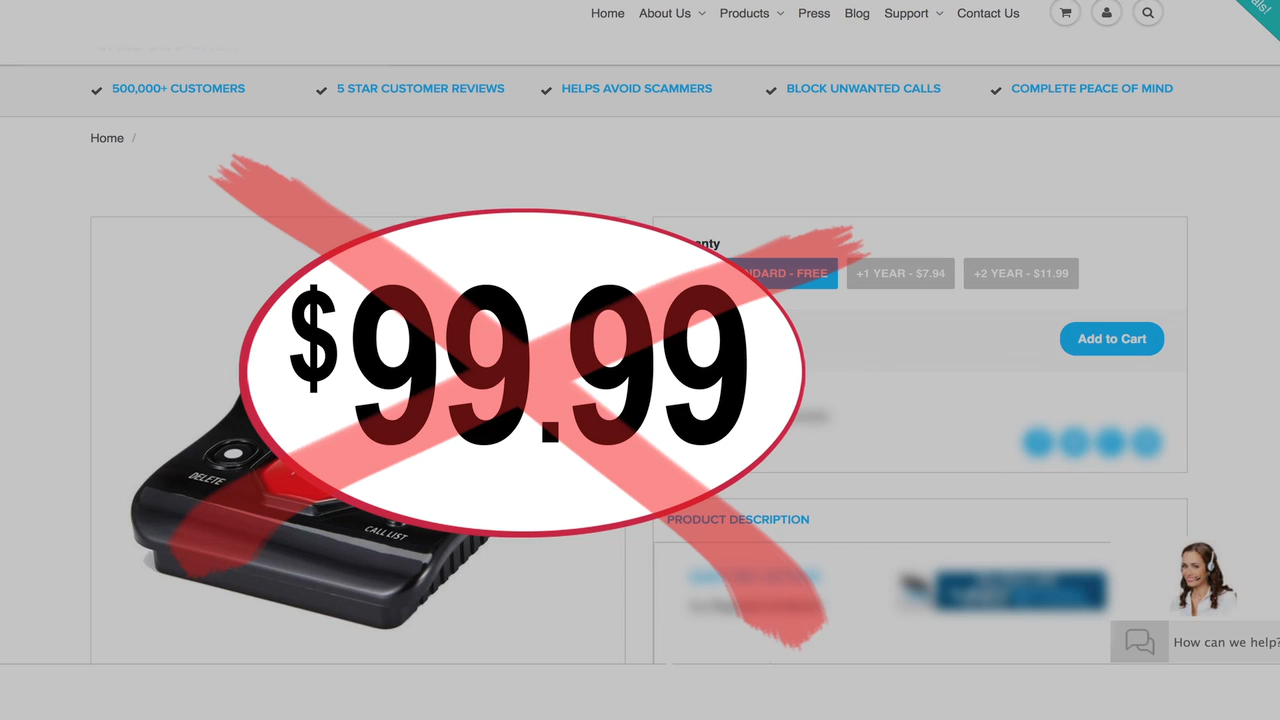 Home About Us Products Press Blog Support Contact Us
als!
500,000+ CUSTOMERS 5 STAR CUSTOMER REVIEWS HELPS AVOID SCAMMERS BLOCK UNWANTED CALLS COMPLETE PEACE OF MIND
Home /
nty
NDARD - FREE +1 YEAR - $7.94 +2 YEAR - $11.99
$99.99
Add to Cart
DELETE
CALL LIST
PRODUCT DESCRIPTION
How can we help?